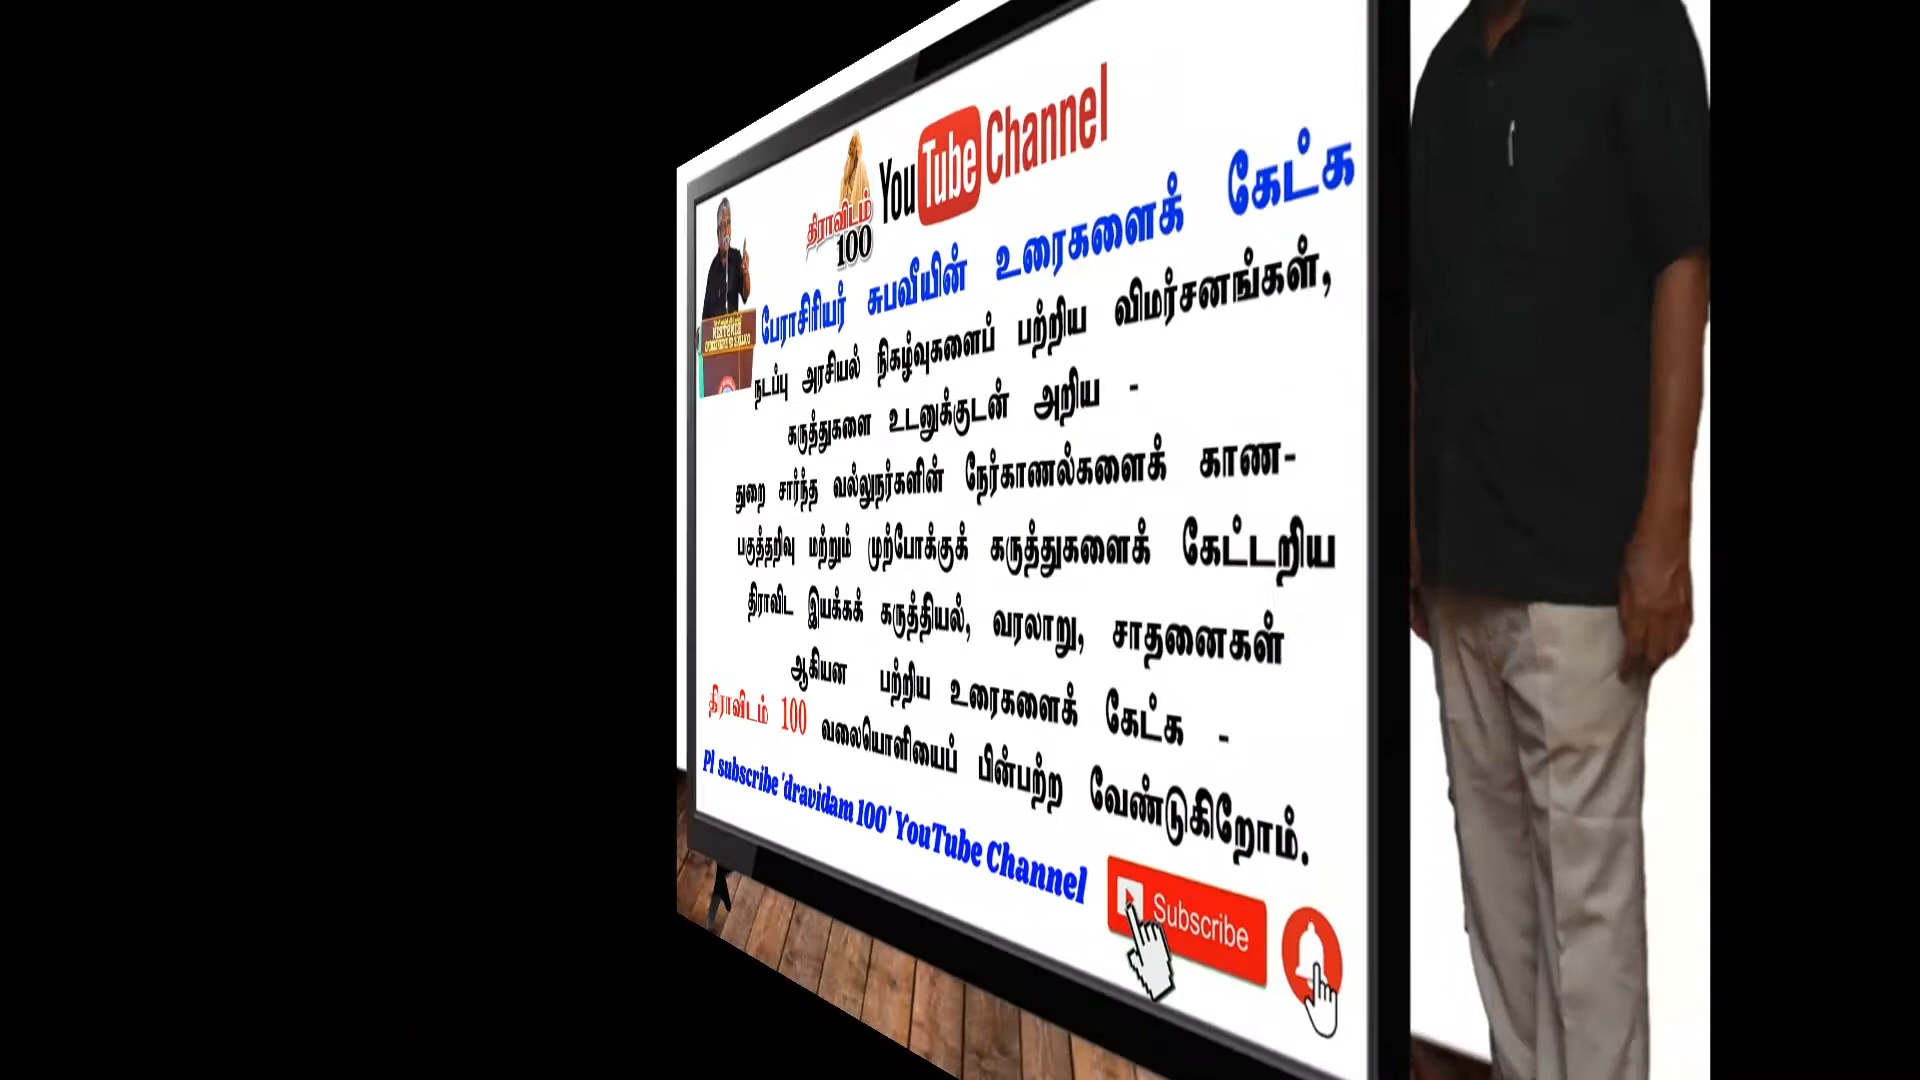 YouTube Channel
திராவிடம்
100
பேராசிரியர் சுபவீயின் உரைகளைக் கேட்க
நடப்பு அரசியல் நிகழ்வுகளைப் பற்றிய விமர்சனங்கள்,
கருத்துகளை உடனுக்குடன் அறிய -
துறை சார்ந்த வல்லுநர்களின் நேர்காணல்களைக் காண-
பகுத்தறிவு மற்றும் முற்போக்குக் கருத்துகளைக் கேட்டறிய
திராவிட இயக்கக் கருத்தியல், வரலாறு, சாதனைகள்
ஆகியன பற்றிய உரைகளைக் கேட்க -
திராவிடம் 100 வலையொளியைப் பின்பற்ற வேண்டுகிறோம்.
Pl subscribe 'dravidam 100' YouTube Channel
Subscribe